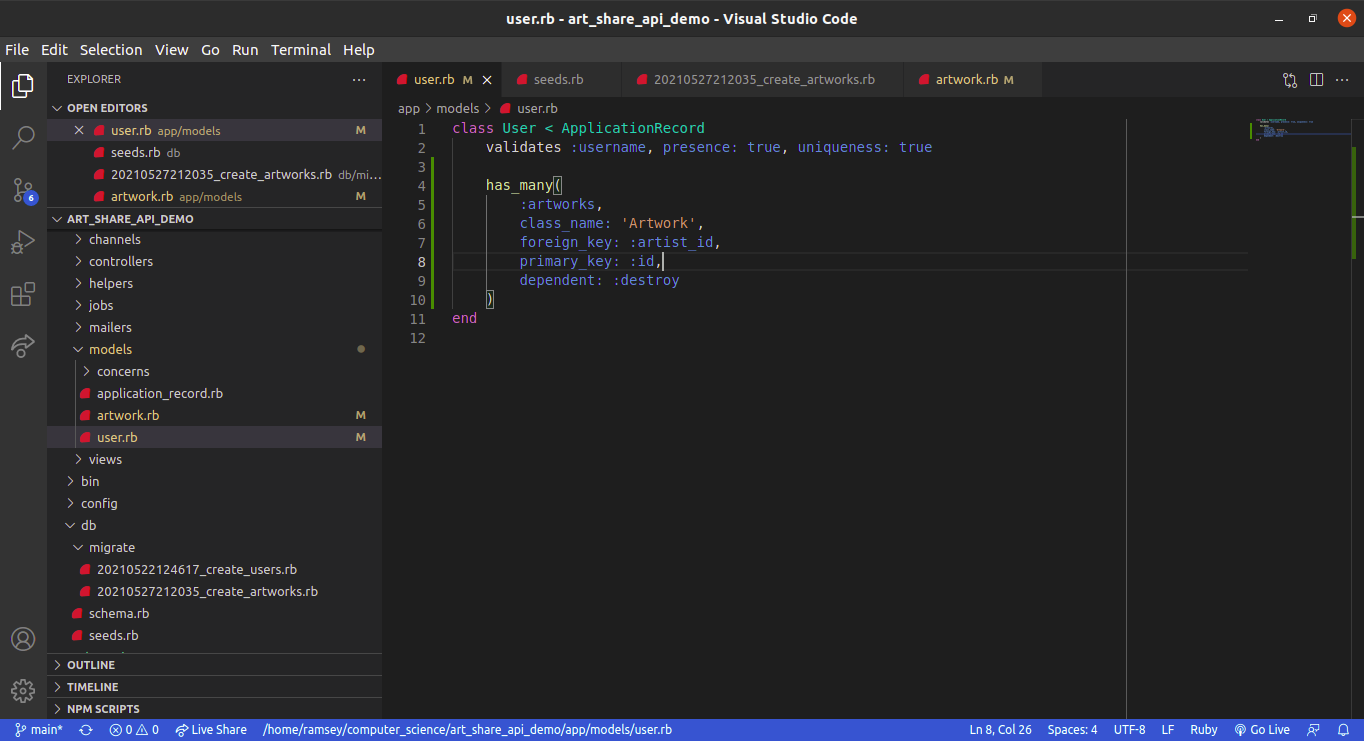 user.rb - art_share_api_demo - Visual Studio Code
File Edit Selection View Go Run Terminal Help
EXPLORER
OPEN EDITORS
user.rb app/models M
seeds.rb db
20210527212035_create_artworks.rb db/mi...
artwork.rb app/models M
ART_SHARE_API_DEMO
channels
controllers
helpers
jobs
mailers
models
concerns
application_record.rb
artwork.rb M
user.rb M
views
bin
config
db
migrate
20210522124617_create_users.rb
20210527212035_create_artworks.rb
schema.rb
seeds.rb
OUTLINE
TIMELINE
NPM SCRIPTS
6
user.rb M seeds.rb 20210527212035_create_artworks.rb artwork.rb M
app > models > user.rb
1 class User < ApplicationRecord
2 validates :username, presence: true, uniqueness: true
3
4 has_many(
5 :artworks,
6 class_name: 'Artwork',
7 foreign_key: :artist_id,
8 primary_key: :id,
9 dependent: :destroy
10 )
11 end
12
main* 0 0 Live Share /home/ramsey/computer_science/art_share_api_demo/app/models/user.rb Ln 8, Col 26 Spaces: 4 UTF-8 LF Ruby Go Live